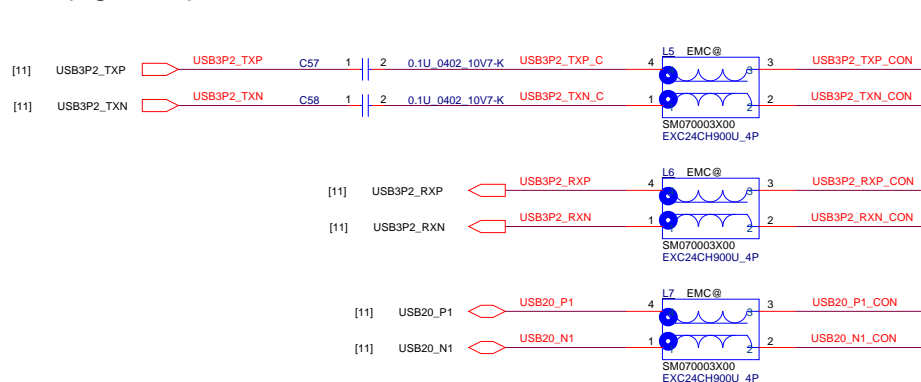 L5 EMC@
[11] USB3P2_TXP USB3P2_TXP C57 1 2 0.1U_0402_10V7-K USB3P2_TXP_C 4 3 3 USB3P2_TXP_CON
[11] USB3P2_TXN USB3P2_TXN C58 1 2 0.1U_0402_10V7-K USB3P2_TXN_C 1 2 2 USB3P2_TXN_CON
SM070003X00
EXC24CH900U_4P
L6 EMC@
[11] USB3P2_RXP USB3P2_RXP 4 3 3 USB3P2_RXP_CON
[11] USB3P2_RXN USB3P2_RXN 1 2 2 USB3P2_RXN_CON
SM070003X00
EXC24CH900U_4P
L7 EMC@
[11] USB20_P1 USB20_P1 4 3 3 USB20_P1_CON
[11] USB20_N1 USB20_N1 1 2 2 USB20_N1_CON
SM070003X00
EXC24CH900U_4P